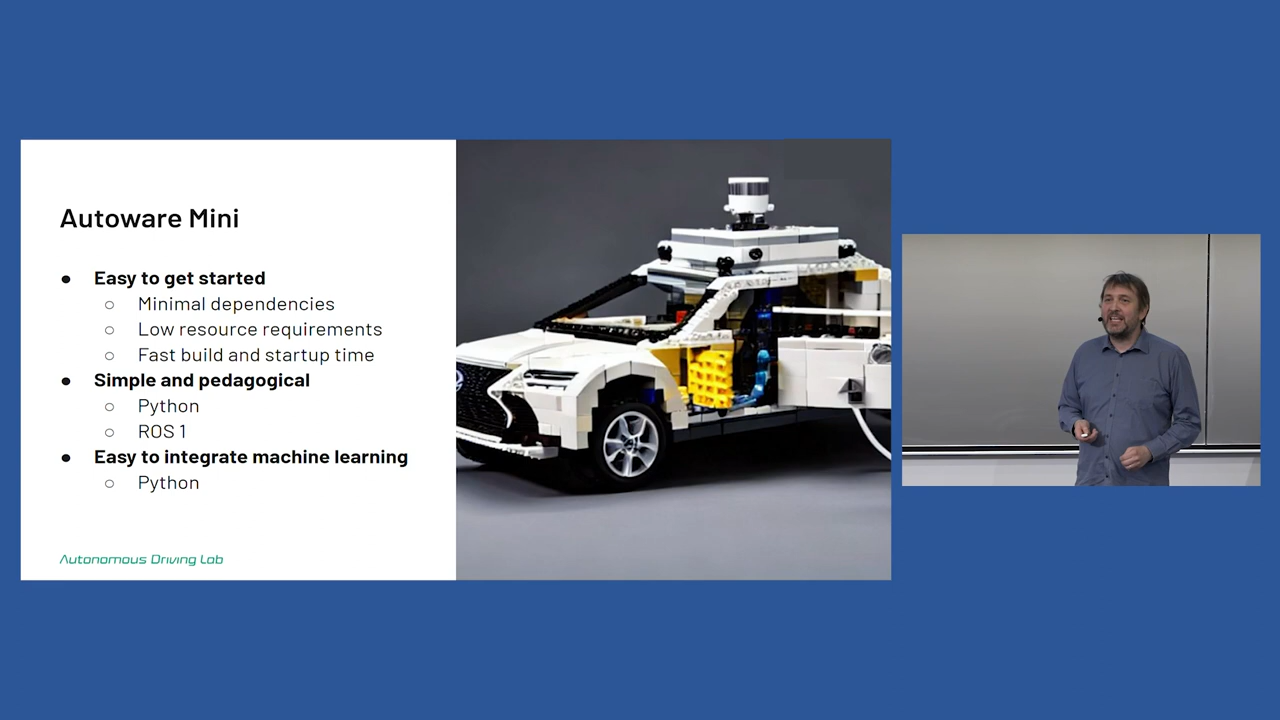 Autoware Mini
● Easy to get started
○ Minimal dependencies
○ Low resource requirements
○ Fast build and startup time
● Simple and pedagogical
○ Python
○ ROS 1
● Easy to integrate machine learning
○ Python
Autonomous Driving Lab